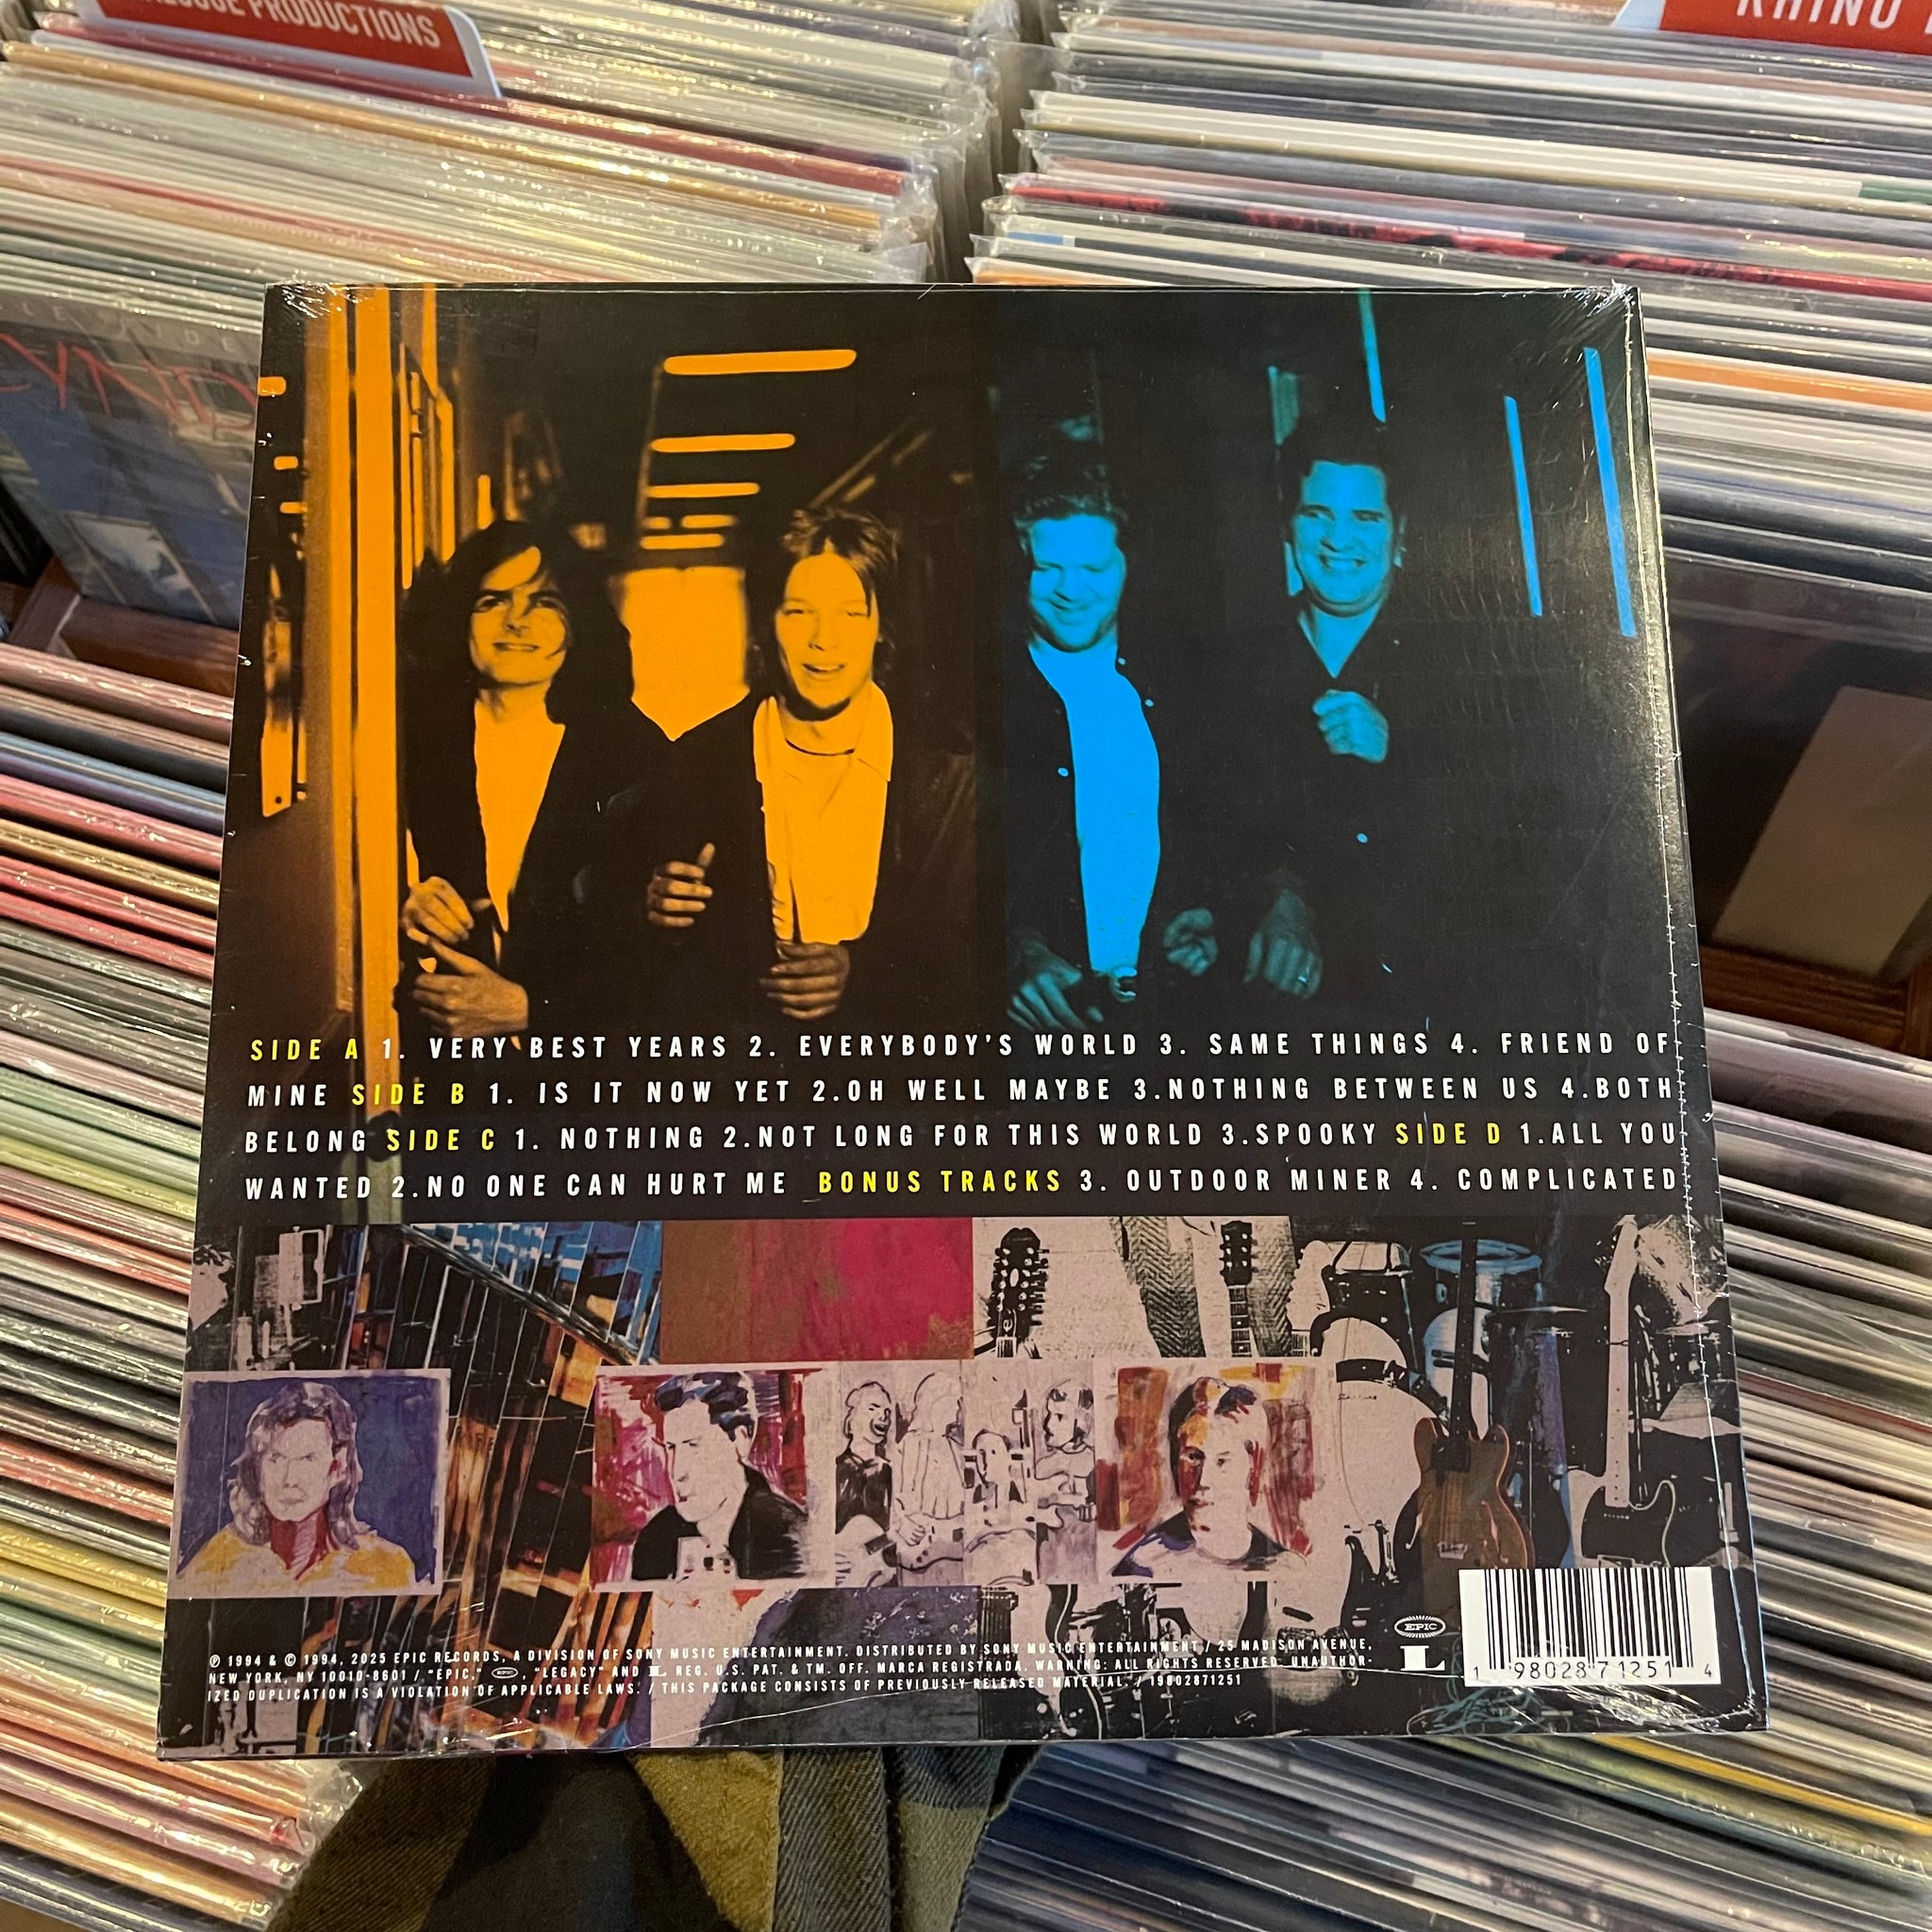 PRODUCTIONS
RHINO
SIDE A 1. VERY BEST YEARS 2. EVERYBODY'S WORLD 3. SAME THINGS 4. FRIEND OF
MINE SIDE B 1. IS IT NOW YET 2.OH WELL MAYBE 3.NOTHING BETWEEN US 4.BOTH
BELONG SIDE C 1. NOTHING 2.NOT LONG FOR THIS WORLD 3.SPOOKY SIDE D 1.ALL YOU
WANTED 2.NO ONE CAN HURT ME BONUS TRACKS 3. OUTDOOR MINER 4. COMPLICATED
℗ 1994 & © 1994, 2025 EPIC RECORDS, A DIVISION OF SONY MUSIC ENTERTAINMENT. DISTRIBUTED BY SONY MUSIC ENTERTAINMENT / 25 MADISON AVENUE,
NEW YORK, NY 10010-8601 / "EPIC," EPIC, "LEGACY" AND L REG. U.S. PAT. & TM. OFF. MARCA REGISTRADA. WARNING: ALL RIGHTS RESERVED. UNAUTHOR-
IZED DUPLICATION IS A VIOLATION OF APPLICABLE LAWS. / THIS PACKAGE CONSISTS OF PREVIOUSLY RELEASED MATERIAL. / 19802871251
EPIC
L
1 98028 71251 4